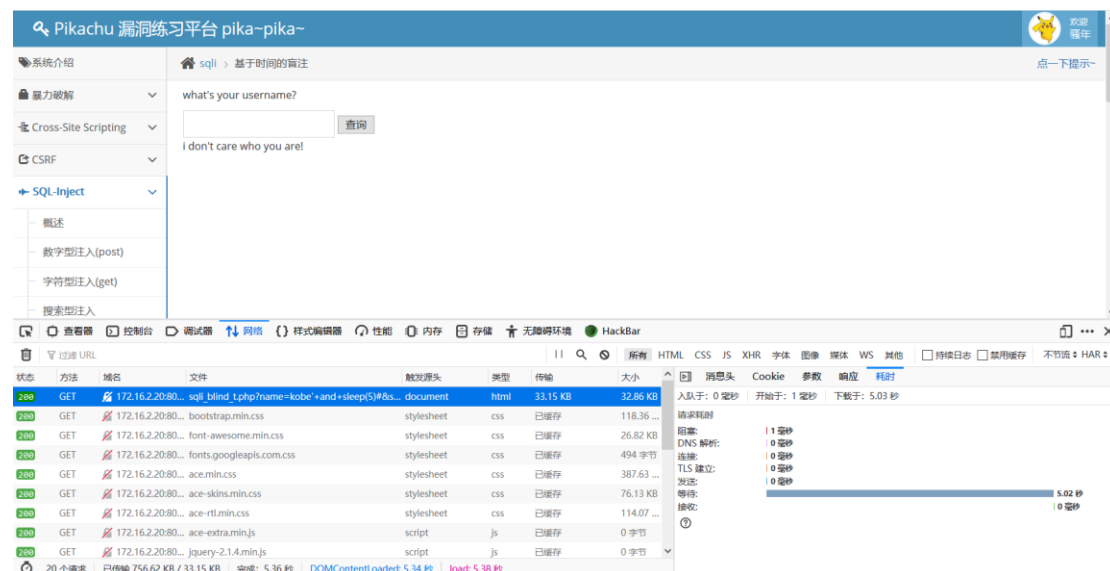 Pikachu 漏洞练习平台 pika~pika~
欢迎
骚年
系统介绍
sqli > 基于时间的盲注
点一下提示~
暴力破解
what's your username?
查询
Cross-Site Scripting
i don't care who you are!
CSRF
SQL-Inject
概述
数字型注入(post)
字符型注入(get)
搜索型注入
查看器 控制台 调试器 网络 样式编辑器 性能 内存 存储 无障碍环境 HackBar
过滤 URL
所有 HTML CSS JS XHR 字体 图像 媒体 WS 其他 持续日志 禁用缓存 不节流 HAR
状态 方法 域名 文件 触发源头 类型 传输 大小
消息头 Cookie 参数 响应 耗时
200 GET 172.16.2.20:80... sqli_blind_t.php?name=kobe'+and+sleep(5)#&s... document html 33.15 KB 32.86 KB
200 GET 172.16.2.20:80... bootstrap.min.css stylesheet css 已缓存 118.36 ...
200 GET 172.16.2.20:80... font-awesome.min.css stylesheet css 已缓存 26.82 KB
200 GET 172.16.2.20:80... fonts.googleapis.com.css stylesheet css 已缓存 494 字节
200 GET 172.16.2.20:80... ace.min.css stylesheet css 已缓存 387.63 ...
200 GET 172.16.2.20:80... ace-skins.min.css stylesheet css 已缓存 76.13 KB
200 GET 172.16.2.20:80... ace-rtl.min.css stylesheet css 已缓存 114.07 ...
200 GET 172.16.2.20:80... ace-extra.min.js script js 已缓存 0 字节
200 GET 172.16.2.20:80... jquery-2.1.4.min.js script js 已缓存 0 字节
20 个请求 已传输 756.62 KB / 33.15 KB 完成：5.36 秒 DOMContentLoaded: 5.34 秒 load: 5.38 秒
入队于：0 毫秒 开始于：1 毫秒 下载于：5.03 秒
请求耗时
阻塞: 1 毫秒
DNS 解析: 0 毫秒
连接: 0 毫秒
TLS 建立: 0 毫秒
发送: 0 毫秒
等待: 5.02 秒
接收: 0 毫秒